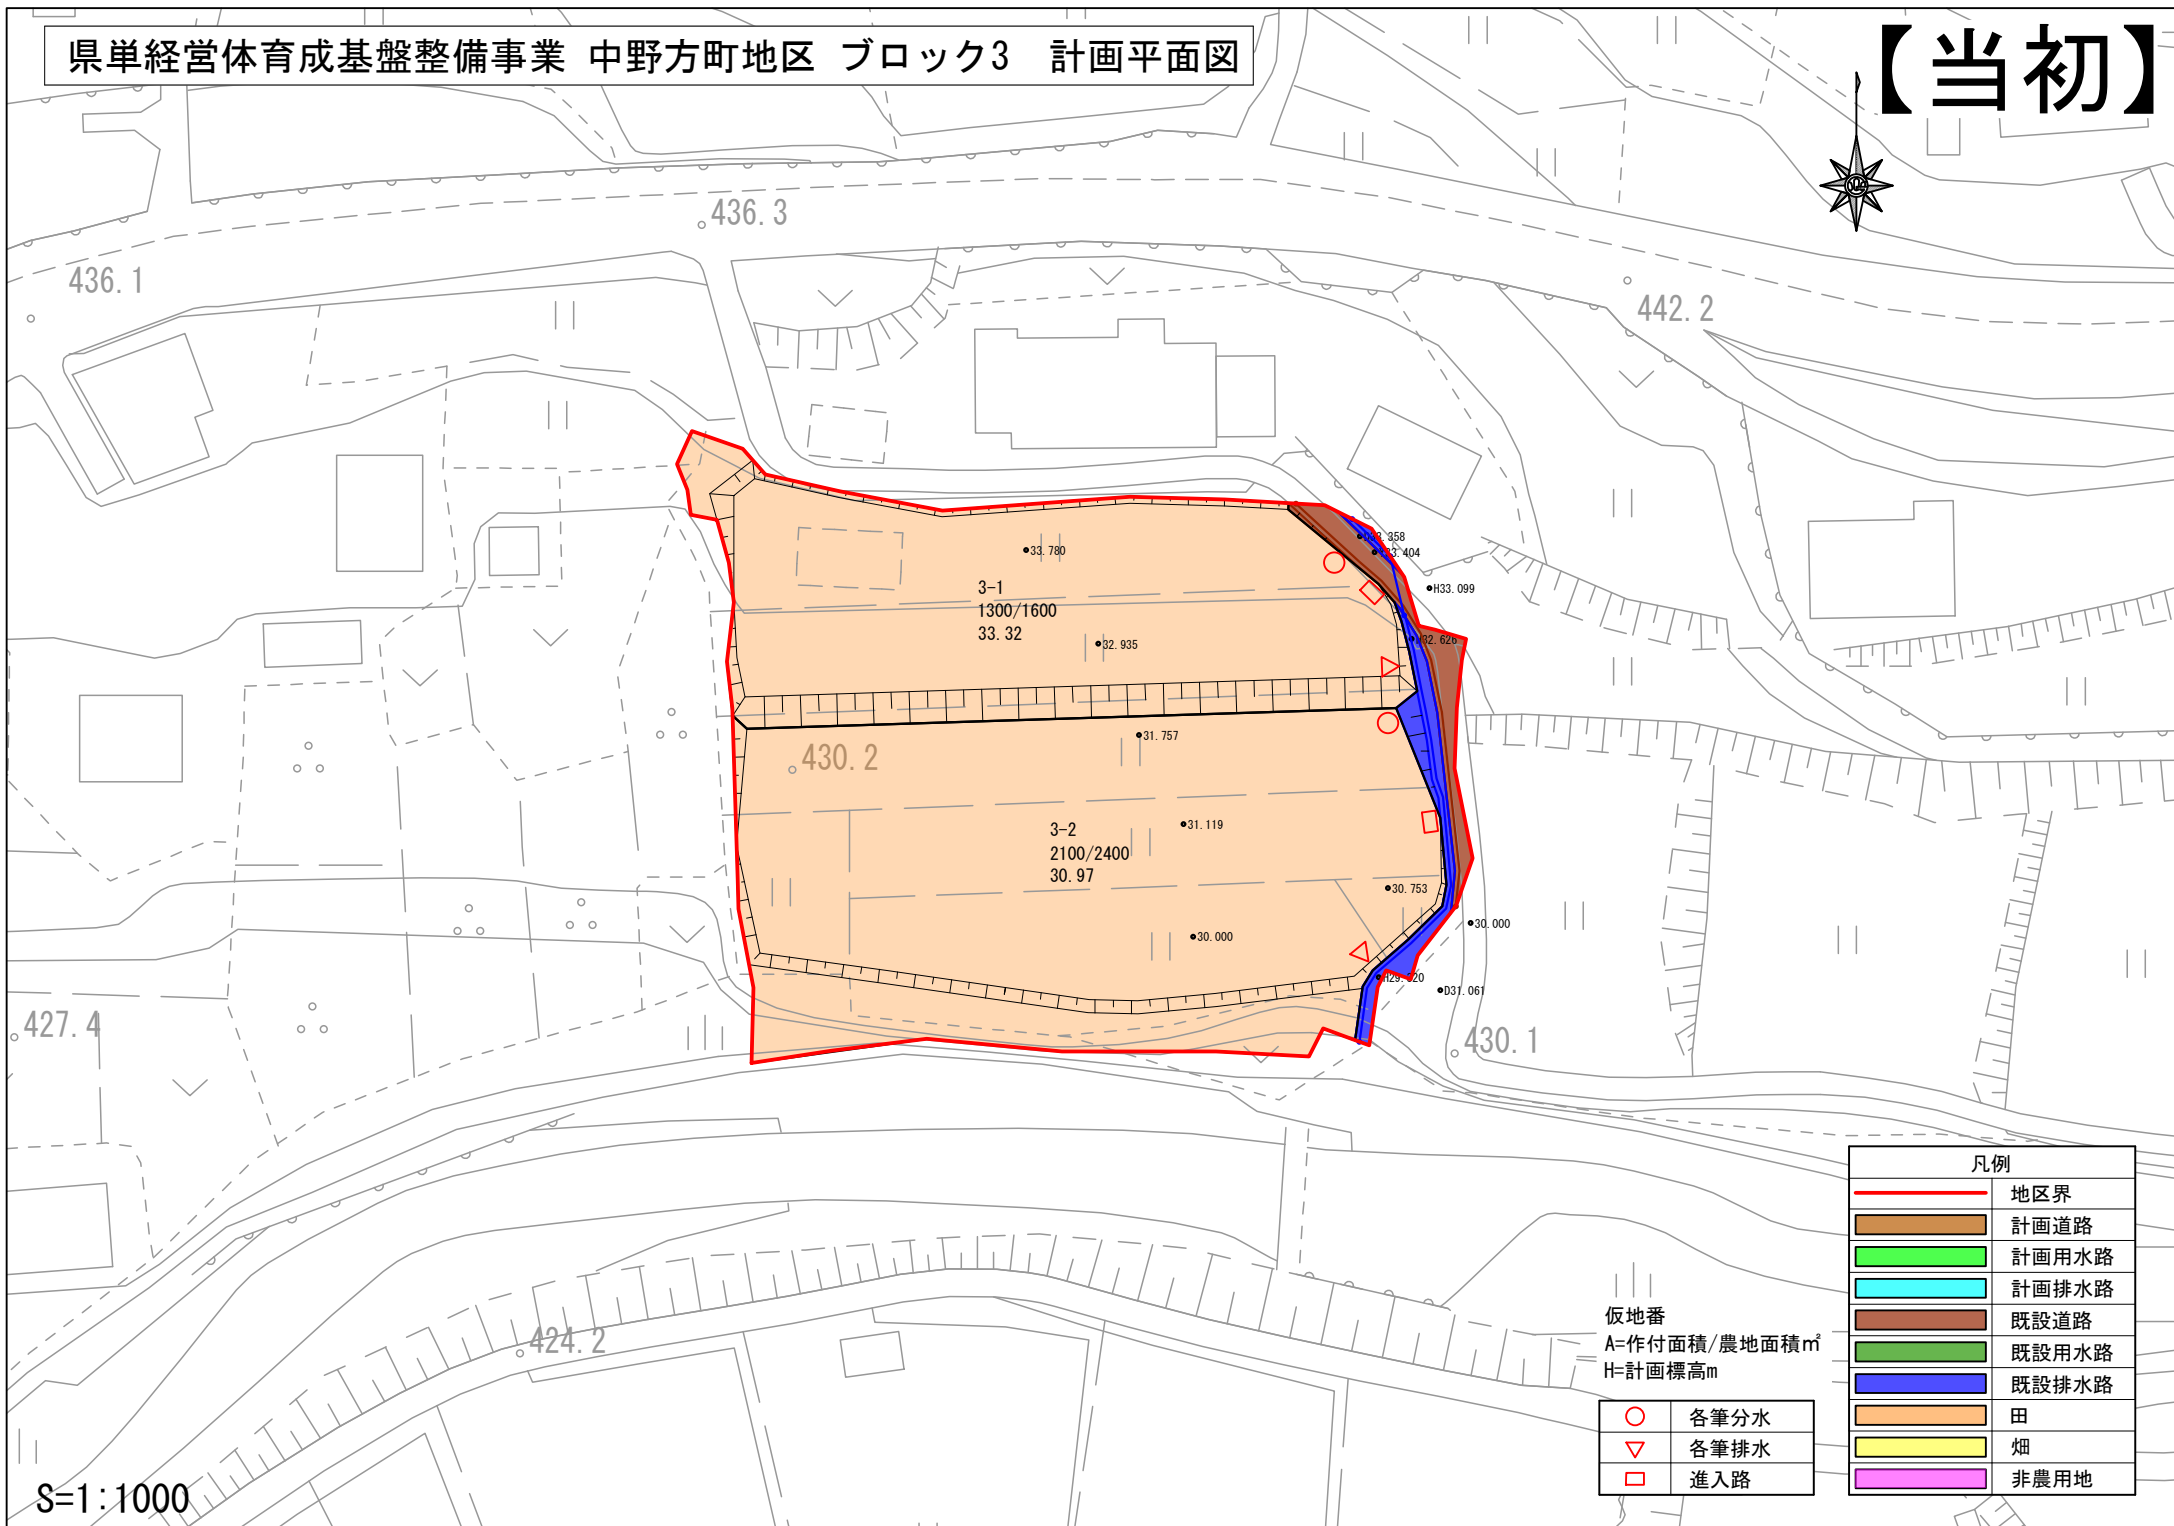 県単経営体育成基盤整備事業 中野方町地区 ブロック3　計画平面図
【当初】
436.3
436.1
442.2
33.780
3-1
1300/1600
33.32
32.935
H33.099
31.757
430.2
31.119
3-2
2100/2400
30.97
30.753
30.000
30.000
D31.061
427.4
430.1
424.2
仮地番
A=作付面積/農地面積㎡
H=計画標高m
各筆分水
各筆排水
進入路
凡例
地区界
計画道路
計画用水路
計画排水路
既設道路
既設用水路
既設排水路
田
畑
非農用地
S=1:1000